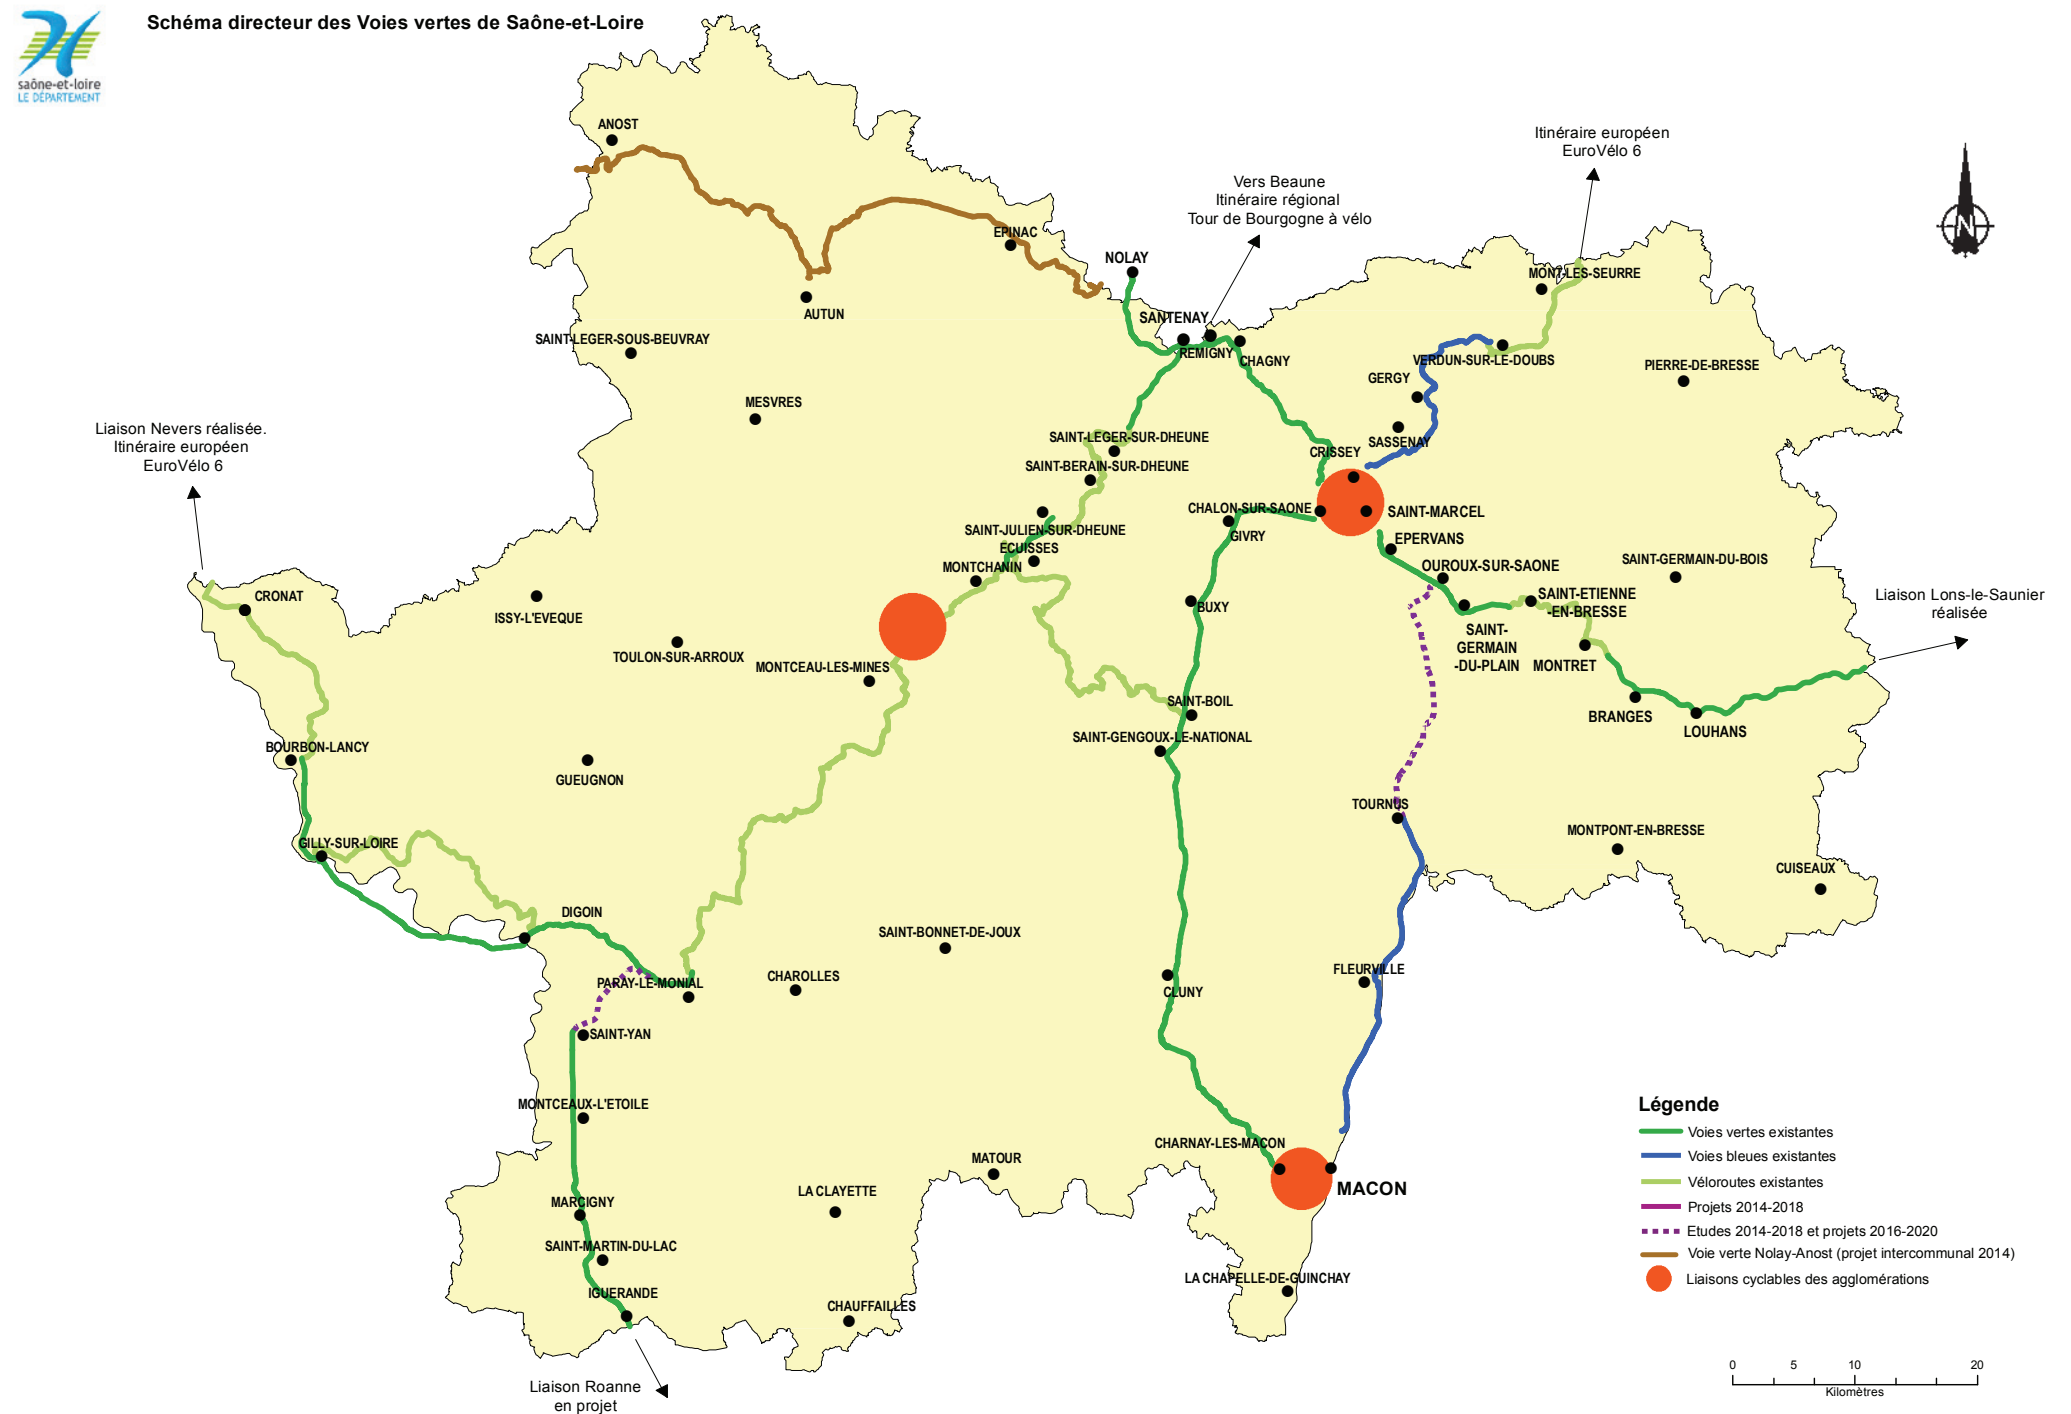 Schéma directeur des Voies vertes de Saône-et-Loire
saône-et-loire
LE DÉPARTEMENT
ANOST
Itinéraire européen
EuroVélo 6
Vers Beaune
Itinéraire régional
Tour de Bourgogne à vélo
N
EPINAC
NOLAY
MONT-LES-SEURRE
AUTUN
SANTENAY
SAINT-LEGER-SOUS-BEUVRAY
REMIGNY
CHAGNY
VERDUN-SUR-LE-DOUBS
PIERRE-DE-BRESSE
GERGY
MESVRES
Liaison Nevers réalisée.
Itinéraire européen
EuroVélo 6
SAINT-LEGER-SUR-DHEUNE
SASSENAY
CRISSEY
SAINT-BERAIN-SUR-DHEUNE
CHALON-SUR-SAONE
SAINT-MARCEL
SAINT-JULIEN-SUR-DHEUNE
GIVRY
EPERVANS
ECUISSES
MONTCHANIN
OUROUX-SUR-SAONE
SAINT-GERMAIN-DU-BOIS
CRONAT
SAINT-ETIENNE
-EN-BRESSE
Liaison Lons-le-Saunier
réalisée
ISSY-L'EVEQUE
BUXY
SAINT-
GERMAIN
-DU-PLAIN
TOULON-SUR-ARROUX
MONTCEAU-LES-MINES
MONTRET
SAINT-BOIL
BRANGES
LOUHANS
SAINT-GENGOUX-LE-NATIONAL
BOURBON-LANCY
GUEUGNON
TOURNUS
MONTPONT-EN-BRESSE
GILLY-SUR-LOIRE
CUISEAUX
DIGOIN
SAINT-BONNET-DE-JOUX
CHAROLLES
FLEURVILLE
PARAY-LE-MONIAL
CLUNY
SAINT-YAN
MONTCEAUX-L'ETOILE
CHARNAY-LES-MACON
MATOUR
MACON
LA CLAYETTE
MARCIGNY
SAINT-MARTIN-DU-LAC
LA CHAPELLE-DE-GUINCHAY
IGUERANDE
CHAUFFAILLES
Liaison Roanne
en projet
Légende
Voies vertes existantes
Voies bleues existantes
Véloroutes existantes
Projets 2014-2018
Etudes 2014-2018 et projets 2016-2020
Voie verte Nolay-Anost (projet intercommunal 2014)
Liaisons cyclables des agglomérations
0 5 10 20
Kilomètres